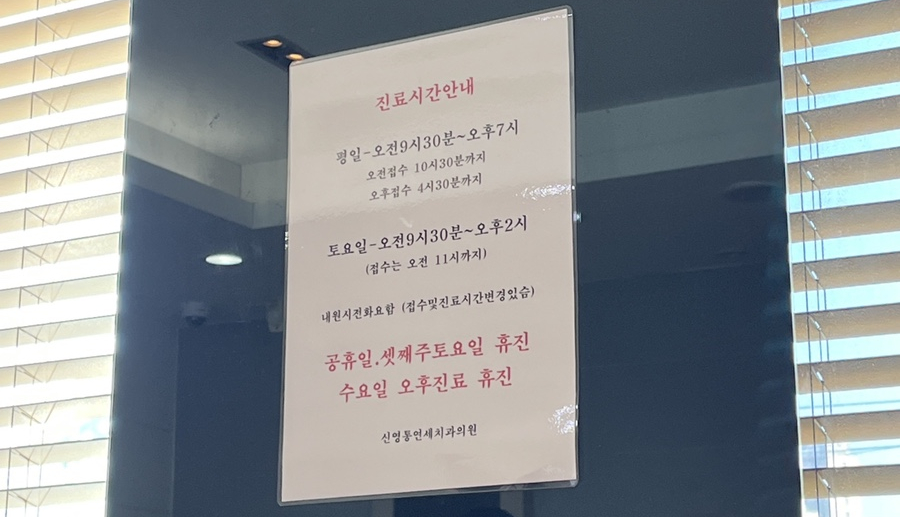 진료시간안내
평일-오전9시30분~오후7시
오전접수 10시30분까지
오후접수 4시30분까지
토요일-오전9시30분~오후2시
(접수는 오전 11시까지)
내원시전화요함 (접수및진료시간변경있슴)
공휴일.셋째주토요일 휴진
수요일 오후진료 휴진
신영통연세치과의원